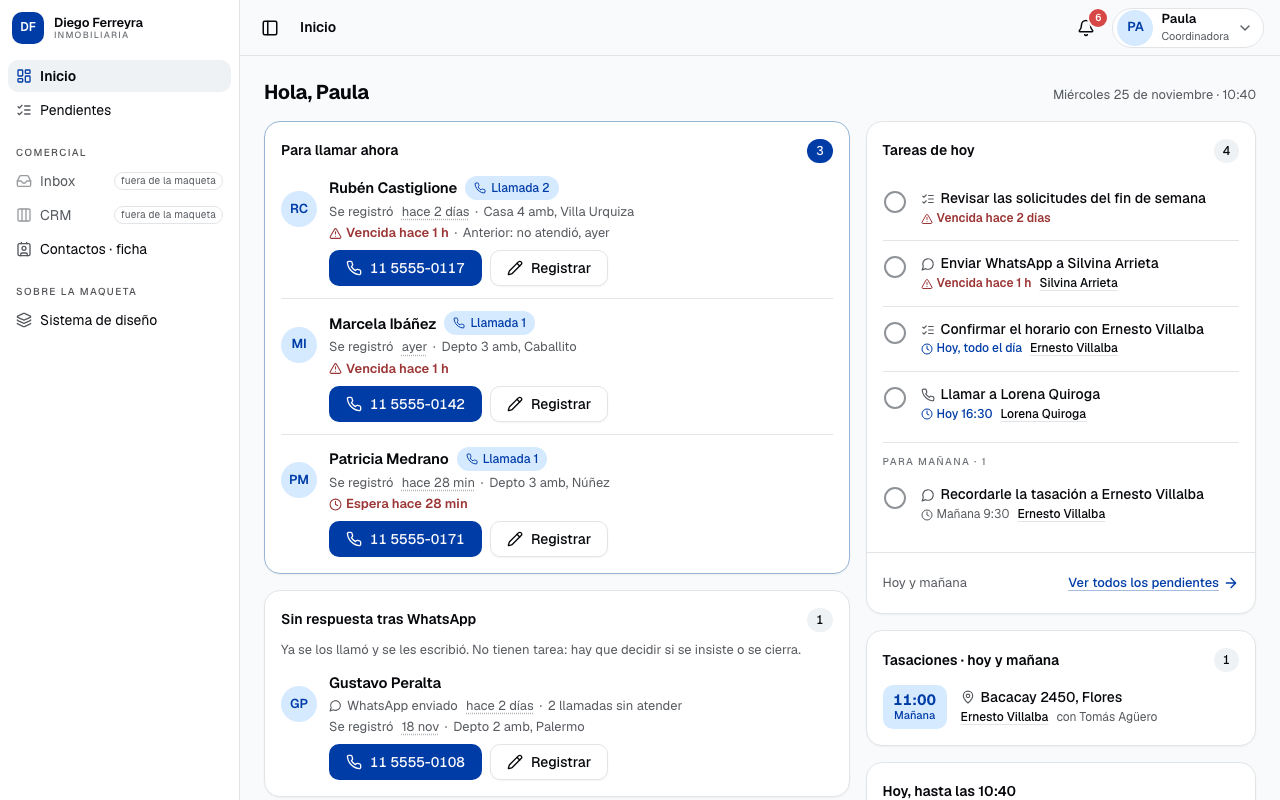 DF
Diego Ferreyra
INMOBILIARIA
Inicio
Pendientes
COMERCIAL
Inbox fuera de la maqueta
CRM fuera de la maqueta
Contactos · ficha
SOBRE LA MAQUETA
Sistema de diseño
Inicio
6
PA
Paula
Coordinadora
Hola, Paula
Miércoles 25 de noviembre · 10:40
Para llamar ahora 3
RC
Rubén Castiglione Llamada 2
Se registró hace 2 días · Casa 4 amb, Villa Urquiza
Vencida hace 1 h · Anterior: no atendió, ayer
11 5555-0117 Registrar
MI
Marcela Ibáñez Llamada 1
Se registró ayer · Depto 3 amb, Caballito
Vencida hace 1 h
11 5555-0142 Registrar
PM
Patricia Medrano Llamada 1
Se registró hace 28 min · Depto 3 amb, Núñez
Espera hace 28 min
11 5555-0171 Registrar
Sin respuesta tras WhatsApp 1
Ya se los llamó y se les escribió. No tienen tarea: hay que decidir si se insiste o se cierra.
GP
Gustavo Peralta
WhatsApp enviado hace 2 días · 2 llamadas sin atender
Se registró 18 nov · Depto 2 amb, Palermo
11 5555-0108 Registrar
Tareas de hoy 4
Revisar las solicitudes del fin de semana
Vencida hace 2 días
Enviar WhatsApp a Silvina Arrieta
Vencida hace 1 h Silvina Arrieta
Confirmar el horario con Ernesto Villalba
Hoy, todo el día Ernesto Villalba
Llamar a Lorena Quiroga
Hoy 16:30 Lorena Quiroga
PARA MAÑANA · 1
Recordarle la tasación a Ernesto Villalba
Mañana 9:30 Ernesto Villalba
Hoy y mañana Ver todos los pendientes
Tasaciones · hoy y mañana 1
11:00
Mañana
Bacacay 2450, Flores
Ernesto Villalba con Tomás Agüero
Hoy, hasta las 10:40